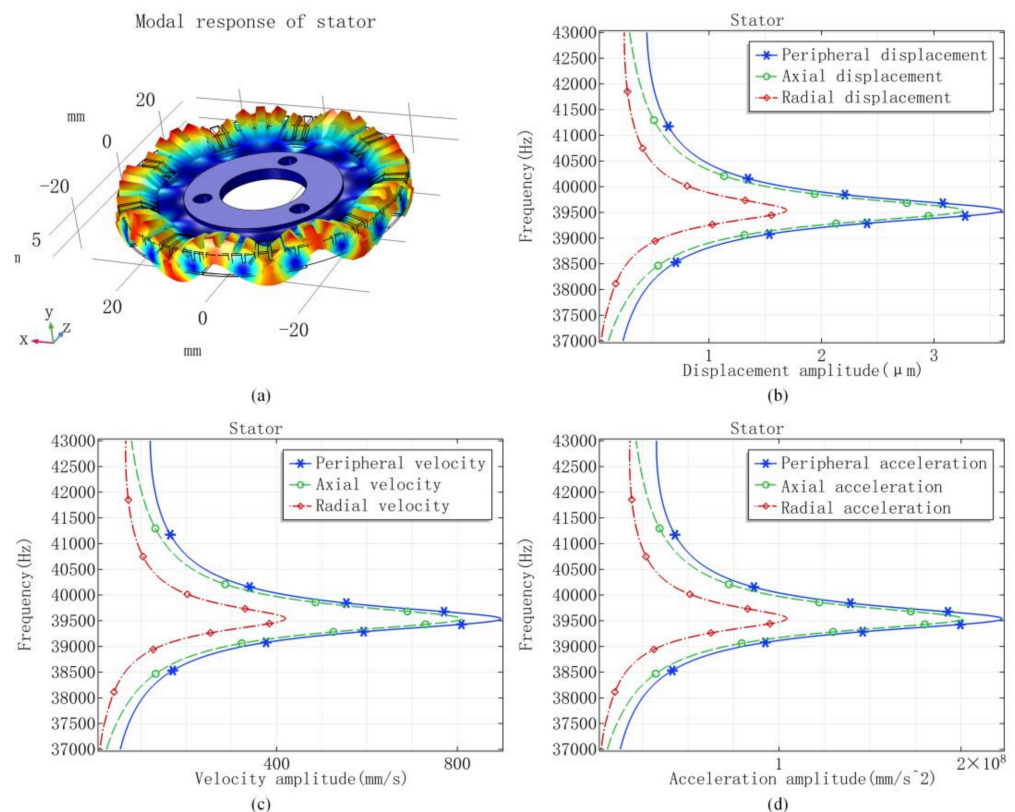 Modal response of stator
20
mm
0
-20
5
n
20
0
-20
mm
y
z
x
(a)
Stator
43000
42500
42000
41500
41000
40500
40000
39500
39000
38500
38000
37500
37000
Frequency(Hz)
Peripheral displacement
Axial displacement
Radial displacement
1
2
3
Displacement amplitude(μm)
(b)
Stator
43000
42500
42000
41500
41000
40500
40000
39500
39000
38500
38000
37500
37000
Frequency(Hz)
Peripheral velocity
Axial velocity
Radial velocity
400
800
Velocity amplitude(mm/s)
(c)
Stator
43000
42500
42000
41500
41000
40500
40000
39500
39000
38500
38000
37500
37000
Frequency(Hz)
Peripheral acceleration
Axial acceleration
Radial acceleration
1
2×10⁸
Acceleration amplitude(mm/s^2)
(d)